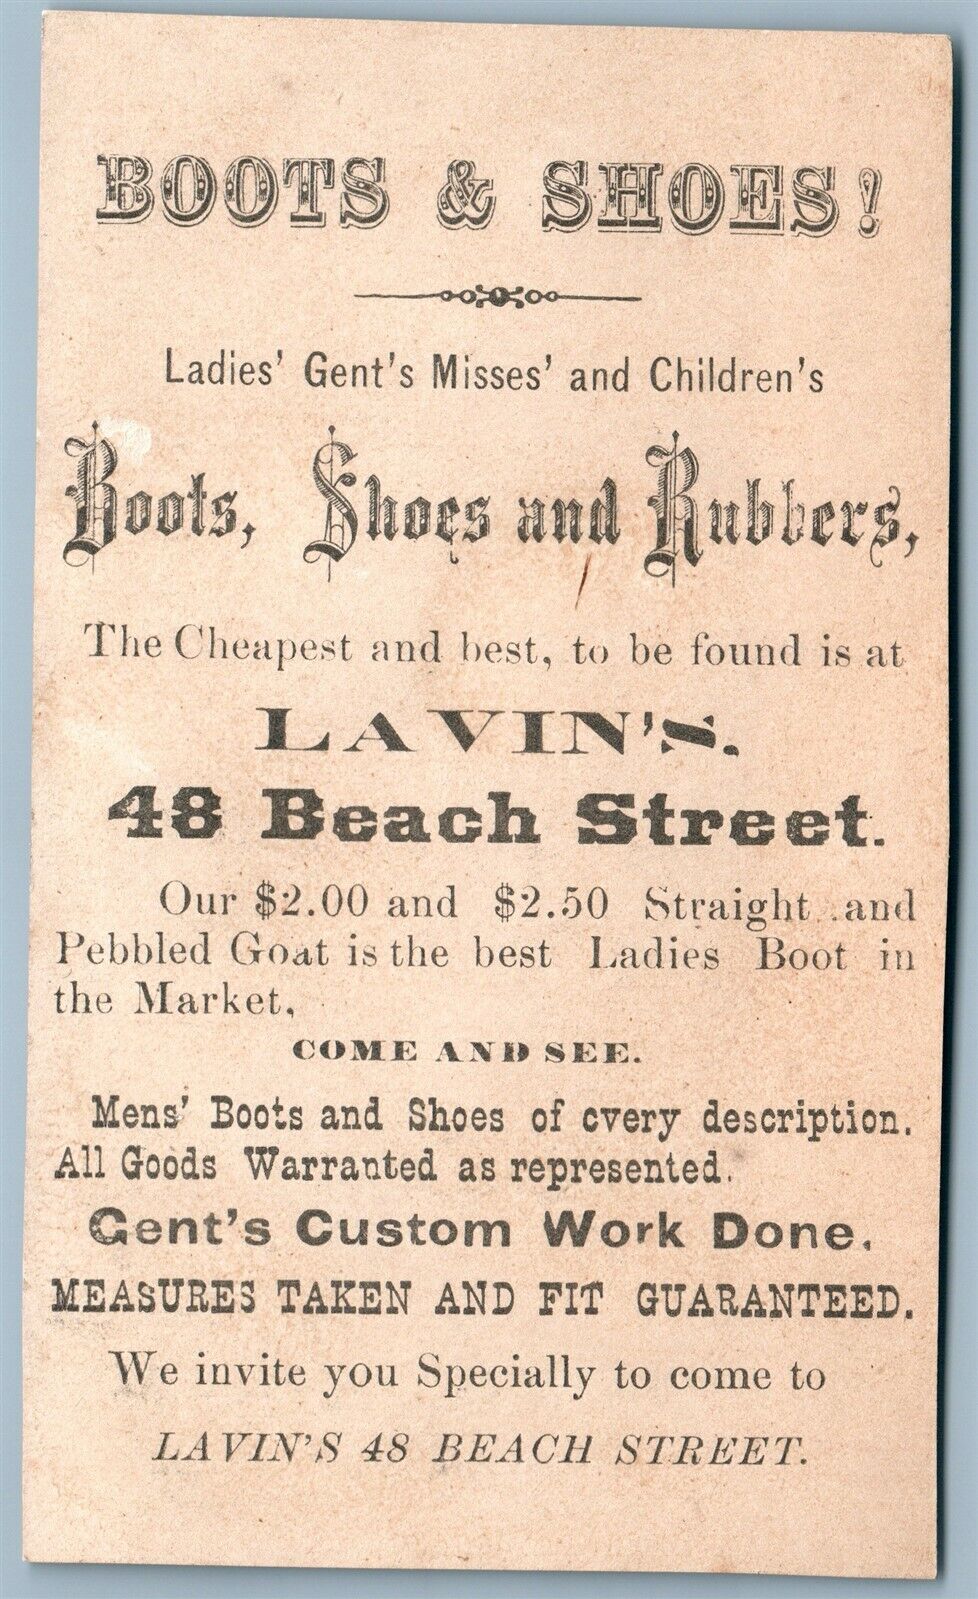 BOOTS & SHOES!
Ladies' Gent's Misses' and Children's
Boots, Shoes and Rubbers,
The Cheapest and best, to be found is at
LAVIN'S.
48 Beach Street.
Our $2.00 and $2.50 Straight and
Pebbled Goat is the best Ladies Boot in
the Market,
COME AND SEE.
Mens' Boots and Shoes of every description.
All Goods Warranted as represented.
Gent's Custom Work Done.
MEASURES TAKEN AND FIT GUARANTEED.
We invite you Specially to come to
LAVIN'S 48 BEACH STREET.